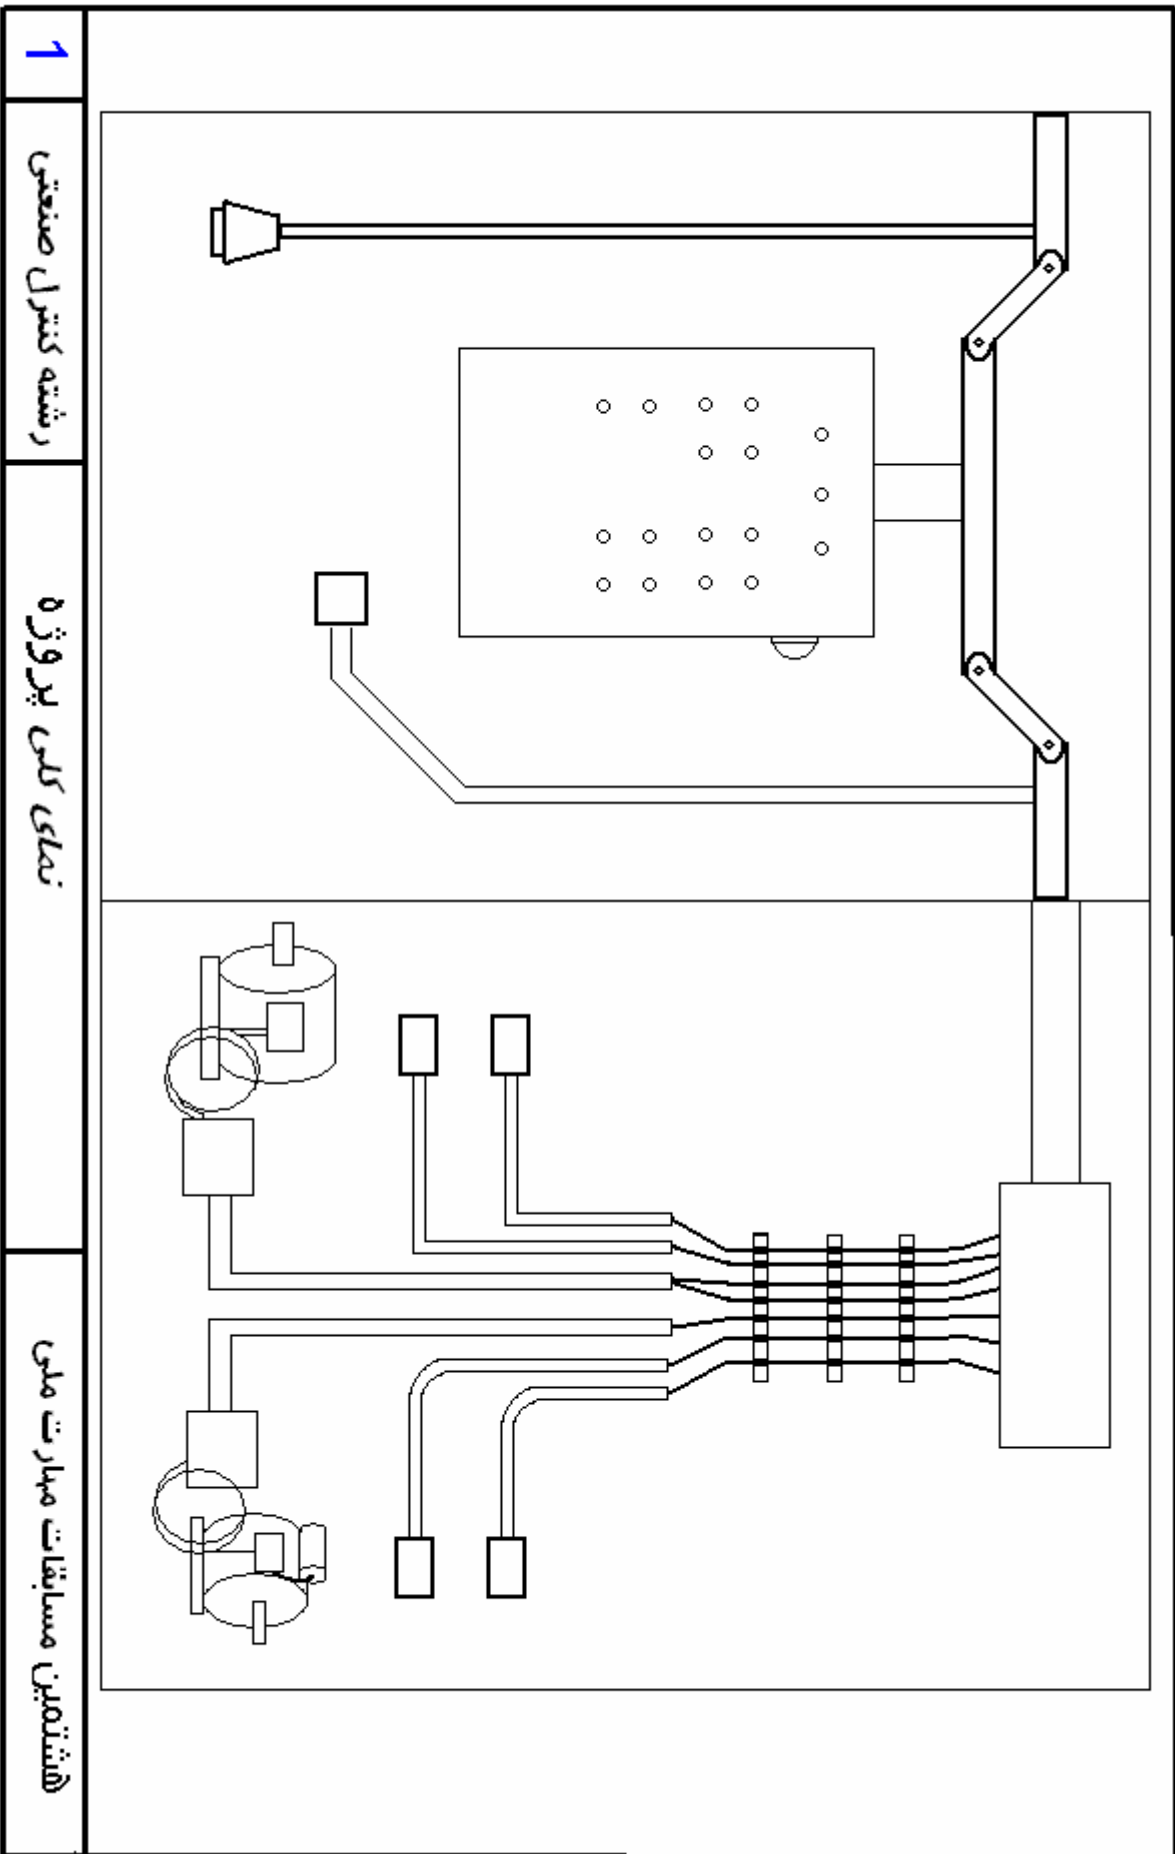 هشتمین مسابقات مهارت ملی
نمای کلی پروژه
رشته کنترل صنعتی
1